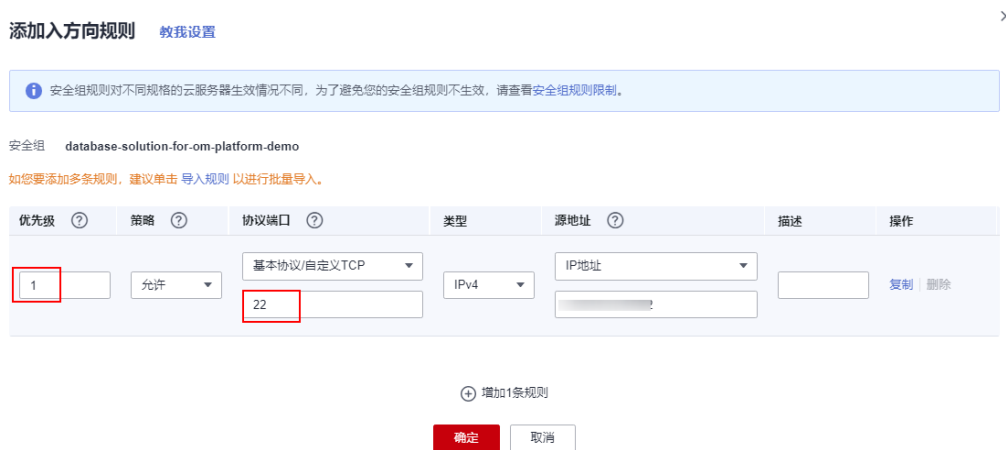 添加入方向规则 教我设置
安全组规则对不同规格的云服务器生效情况不同，为了避免您的安全组规则不生效，请查看安全组规则限制。
安全组 database-solution-for-om-platform-demo
如您要添加多条规则，建议单击 导入规则 以进行批量导入。
优先级 策略 协议端口 类型 源地址 描述 操作
1 允许 基本协议/自定义TCP IPv4 IP地址 复制 删除
22
增加1条规则
确定 取消